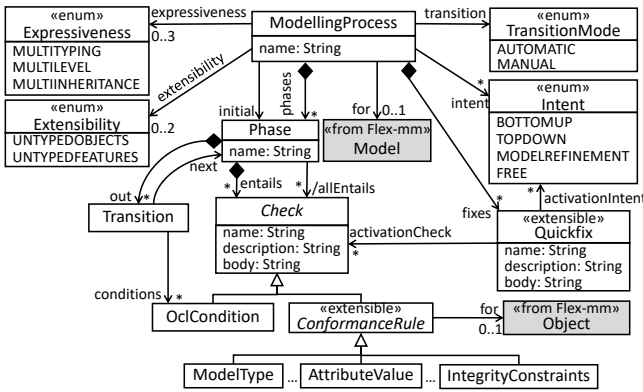 «enum»
Expressiveness
MULTITYPING
MULTILEVEL
MULTIINHERITANCE
expressiveness
0..3
ModellingProcess
name: String
transition
«enum»
TransitionMode
AUTOMATIC
MANUAL
extensibility
0..2
«enum»
Extensibility
UNTYPEDOBJECTS
UNTYPEDFEATURES
initial
phases
*
for
0..1
«from Flex-mm»
Model
*
intent
«enum»
Intent
BOTTOMUP
TOPDOWN
MODELREFINEMENT
FREE
Phase
name: String
out
*
next
Transition
* entails
* /allEntails
* activationIntent
fixes
*
Check
name: String
description: String
body: String
activationCheck
*
«extensible»
Quickfix
name: String
description: String
body: String
conditions
*
OclCondition
«extensible»
ConformanceRule
for
0..1
«from Flex-mm»
Object
ModelType
...
AttributeValue
...
IntegrityConstraints